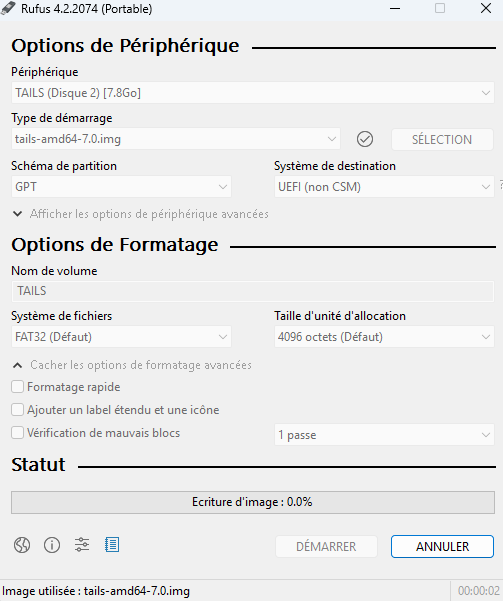 Rufus 4.2.2074 (Portable)
Options de Périphérique
Périphérique
TAILS (Disque 2) [7.8Go]
Type de démarrage
tails-amd64-7.0.img
SÉLECTION
Schéma de partition
Système de destination
GPT
UEFI (non CSM)
?
Afficher les options de périphérique avancées
Options de Formatage
Nom de volume
TAILS
Système de fichiers
Taille d'unité d'allocation
FAT32 (Défaut)
4096 octets (Défaut)
Cacher les options de formatage avancées
Formatage rapide
Ajouter un label étendu et une icône
Vérification de mauvais blocs
1 passe
Statut
Ecriture d'image : 0.0%
DÉMARRER
ANNULER
Image utilisée : tails-amd64-7.0.img
00:00:02